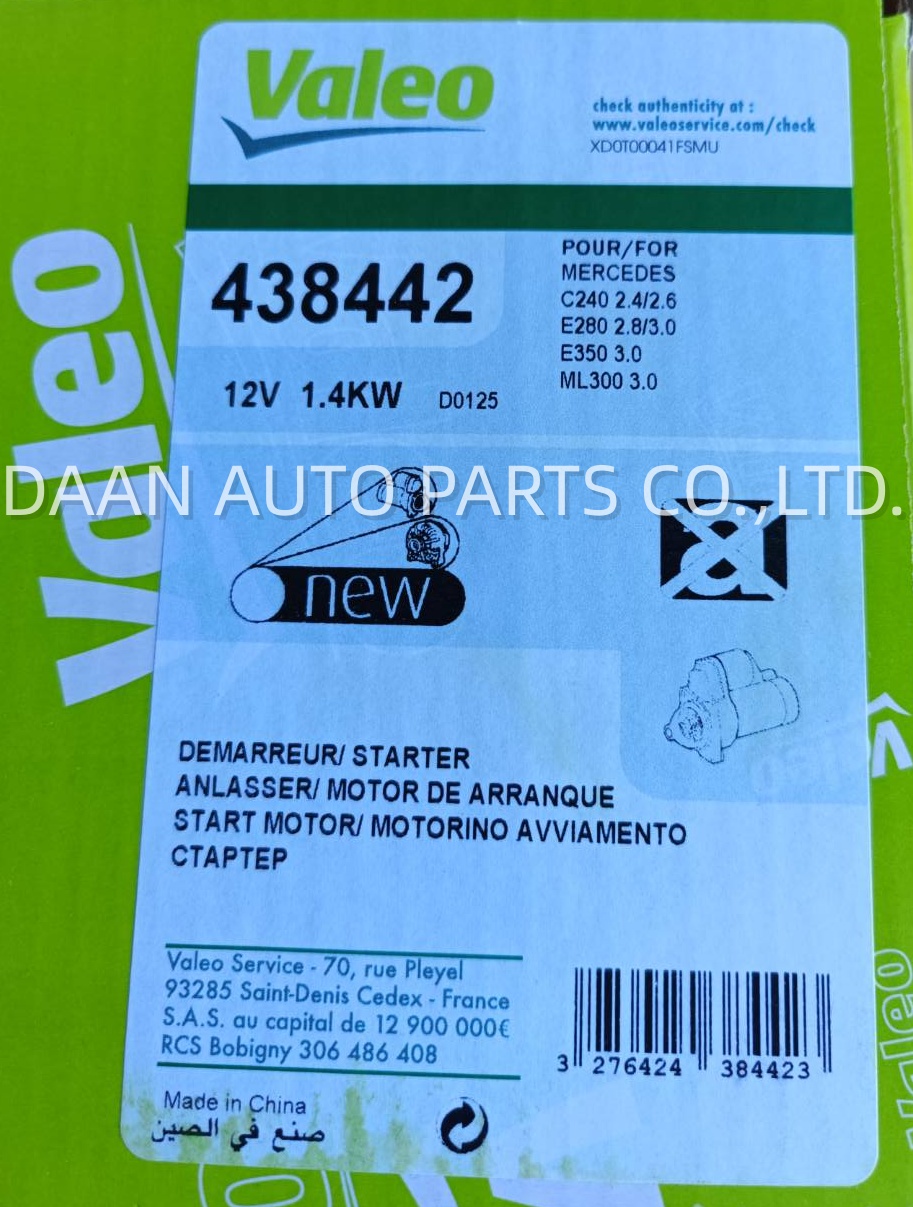 Valeo
check authenticity at :
www.valeoservice.com/check
XD0T00041FSMU
438442
12V 1.4KW D0125
POUR/FOR
MERCEDES
C240 2.4/2.6
E280 2.8/3.0
E350 3.0
ML300 3.0
Valeo
DAAN AUTO PARTS CO.,LTD.
new
a
DEMARREUR/ STARTER
ANLASSER/ MOTOR DE ARRANQUE
START MOTOR/ MOTORINO AVVIAMENTO
СТАРТЕР
Valeo Service - 70, rue Pleyel
93285 Saint-Denis Cedex - France
S.A.S. au capital de 12 900 000€
RCS Bobigny 306 486 408
3 276424 384423
Made in China
صنع في الصين